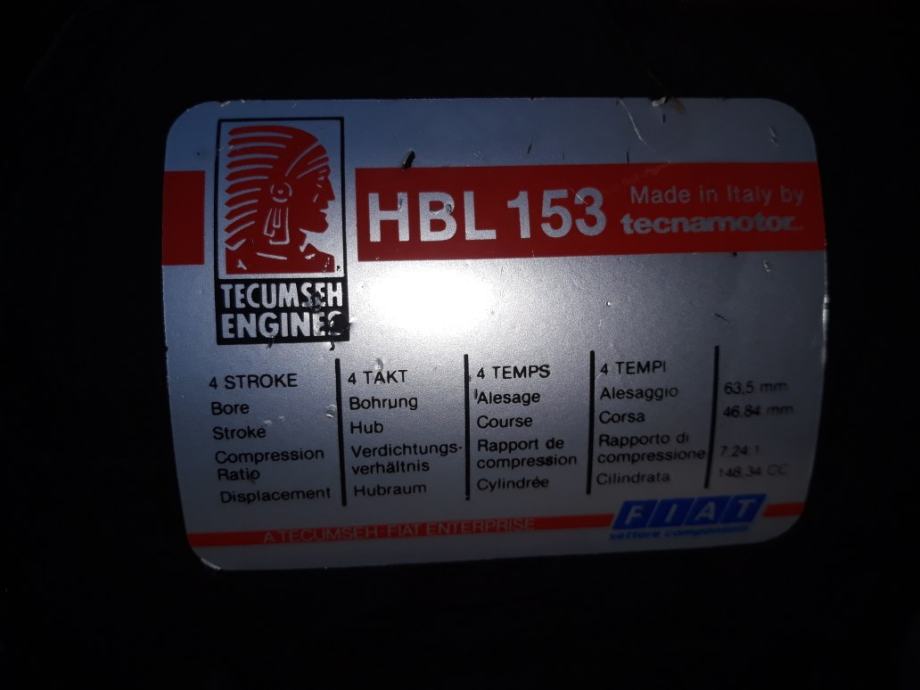 HBL 153 Made in Italy by
tecnamotor
TECUMSEH
ENGINES
4 STROKE
Bore
Stroke
Compression
Ratio
Displacement
4 TAKT
Bohrung
Hub
Verdichtungs-
verhältnis
Hubraum
4 TEMPS
Alesage
Course
Rapport de
compression
Cylindrée
4 TEMPI
Alesaggio
Corsa
Rapporto di
compressione
Cilindrata
63,5 mm
46.84 mm
7.24:1
148,34 CC
A TECUMSEH-FIAT ENTERPRISE
FIAT
settore componenti